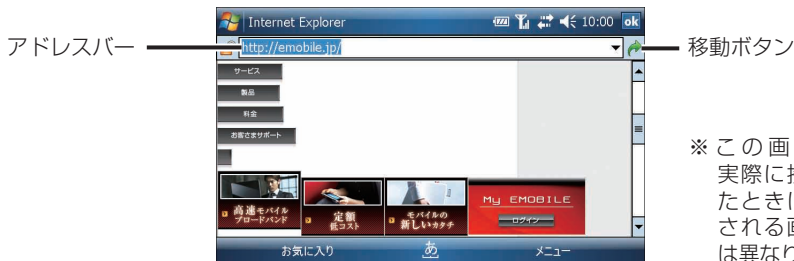 Internet Explorer 10:00 ok
アドレスバー
http://emobile.jp/
移動ボタン
サービス
製品
料金
お客さまサポート
高速モバイル
ブロードバンド
定額
低コスト
モバイルの
新しいカタチ
My EMOBILE
ログイン
お気に入り あ メニュー
※この画
実際に
たときに
される画
は異なり